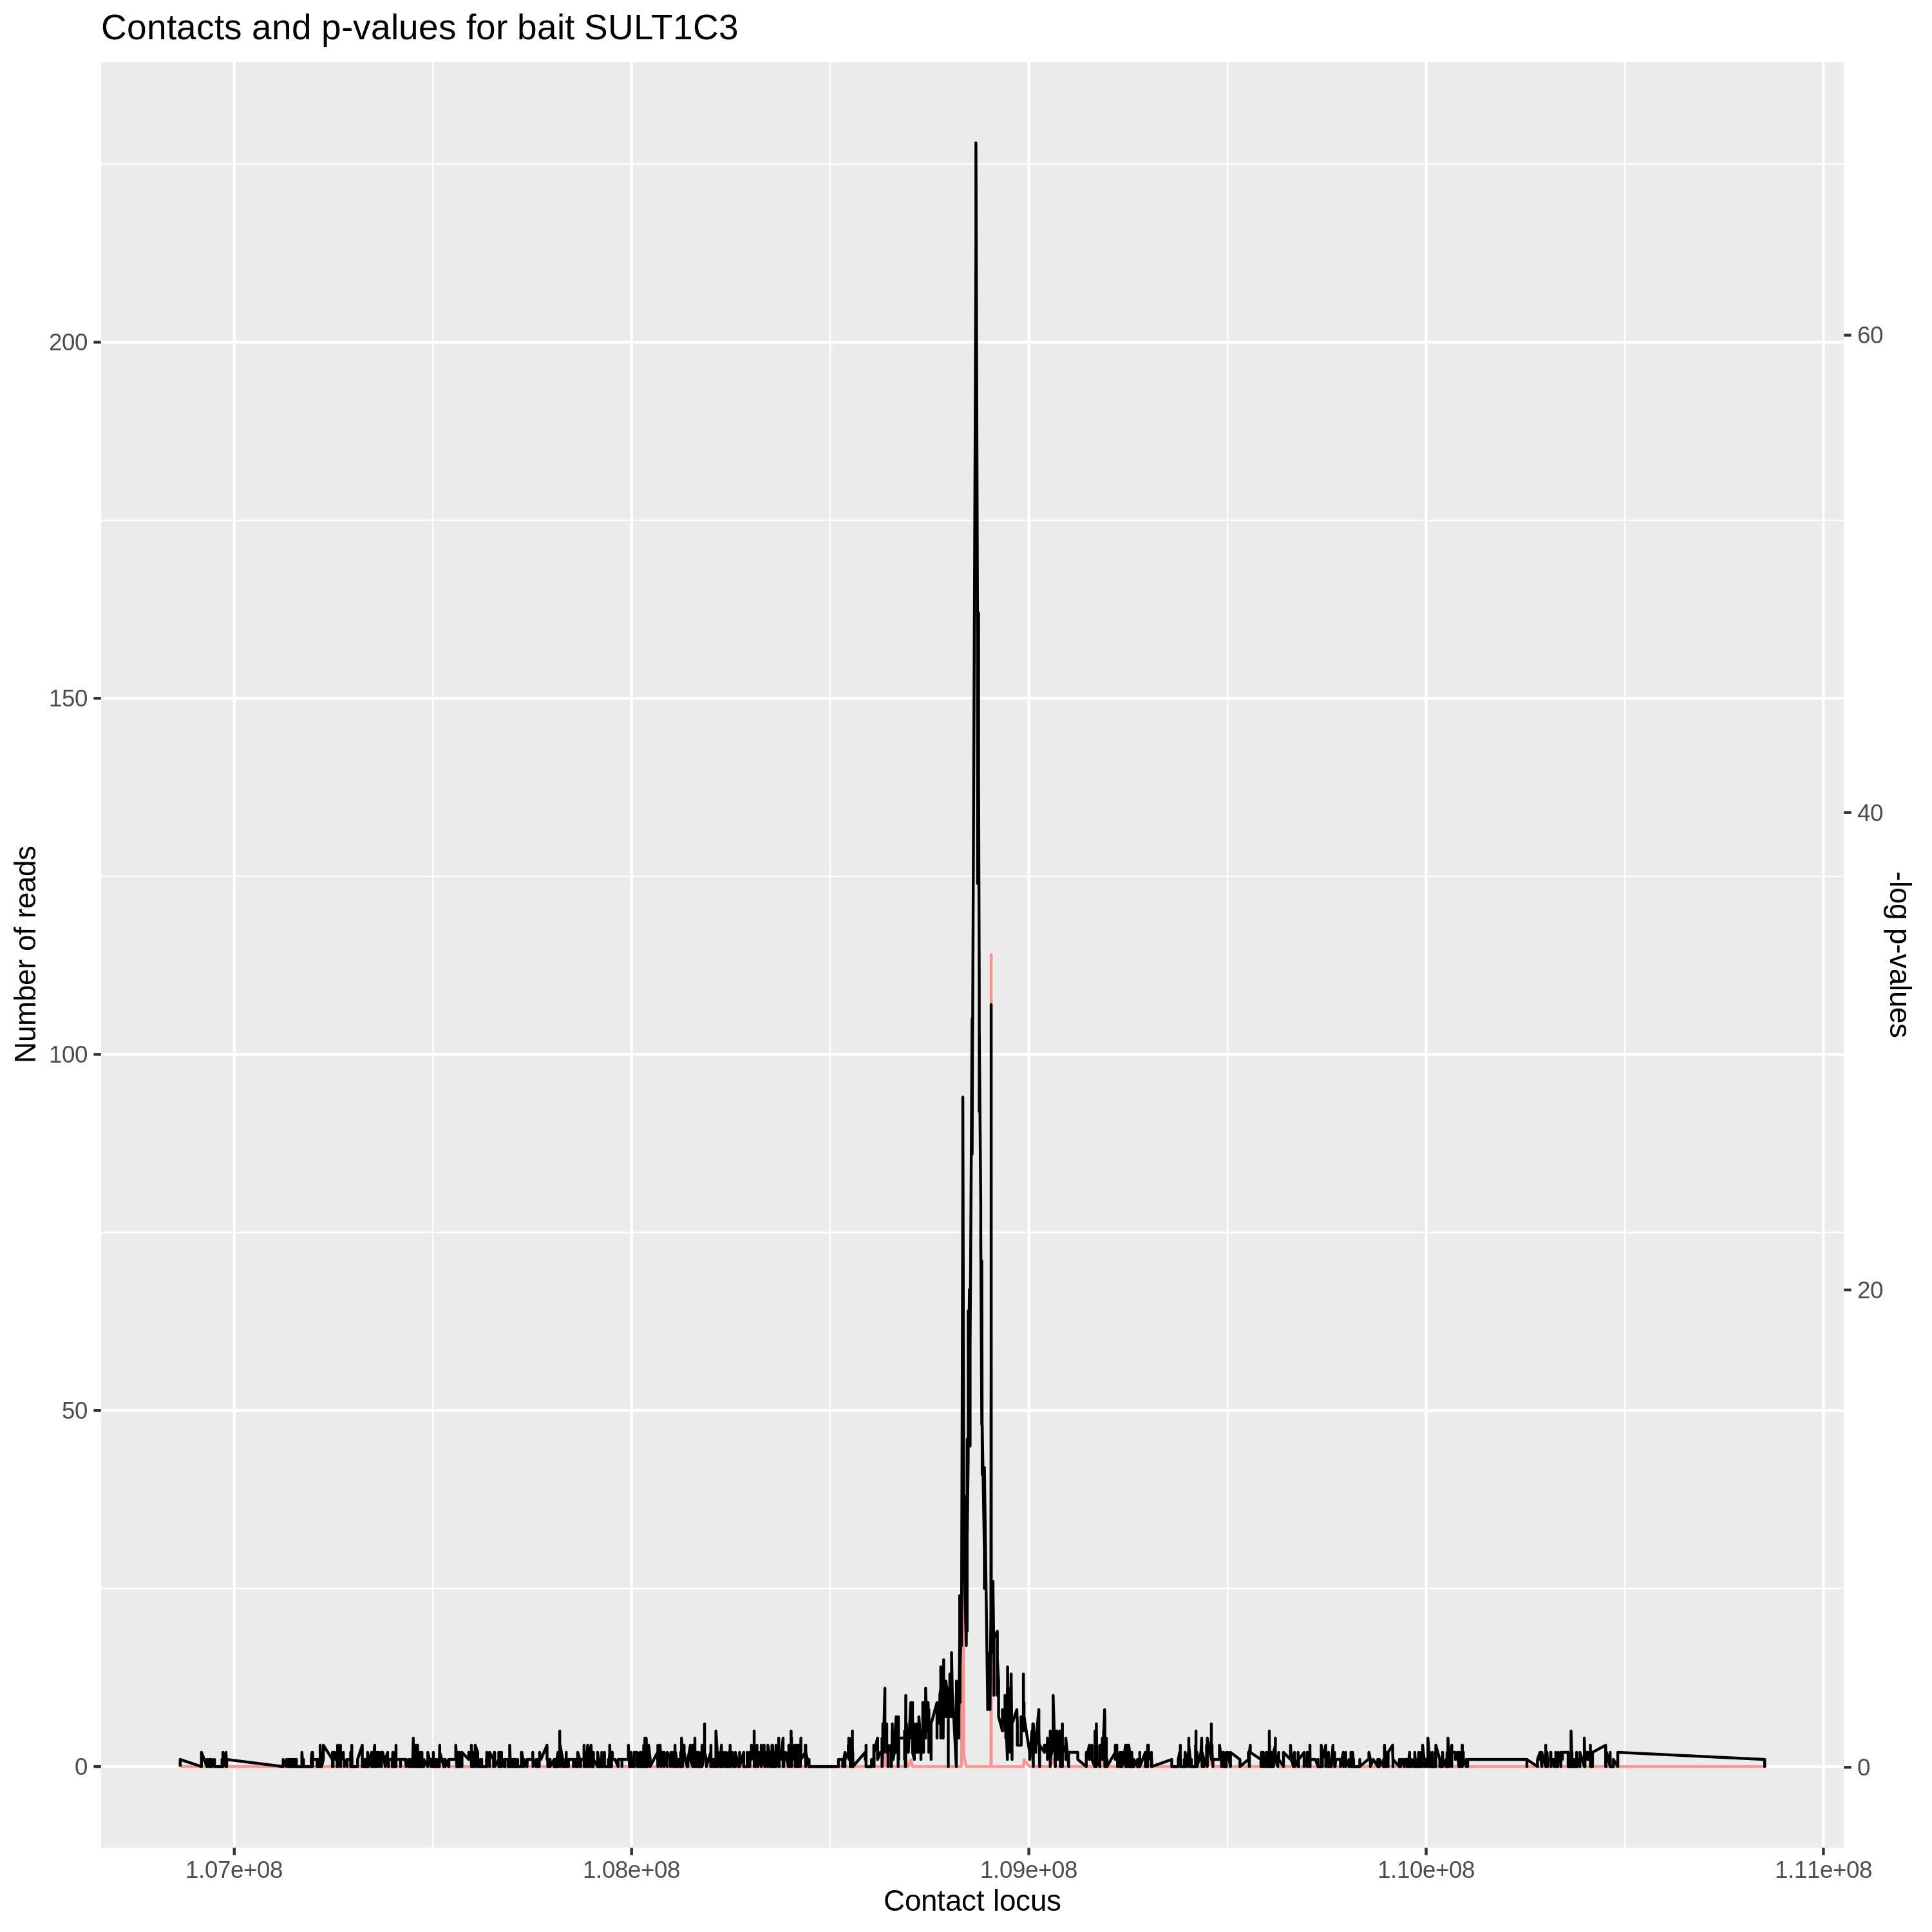 Contacts and p-values for bait SULT1C3
Number of reads
200
150
100
50
0
60
40
20
0
-log p-values
1.07e+08
1.08e+08
1.09e+08
1.10e+08
1.11e+08
Contact locus